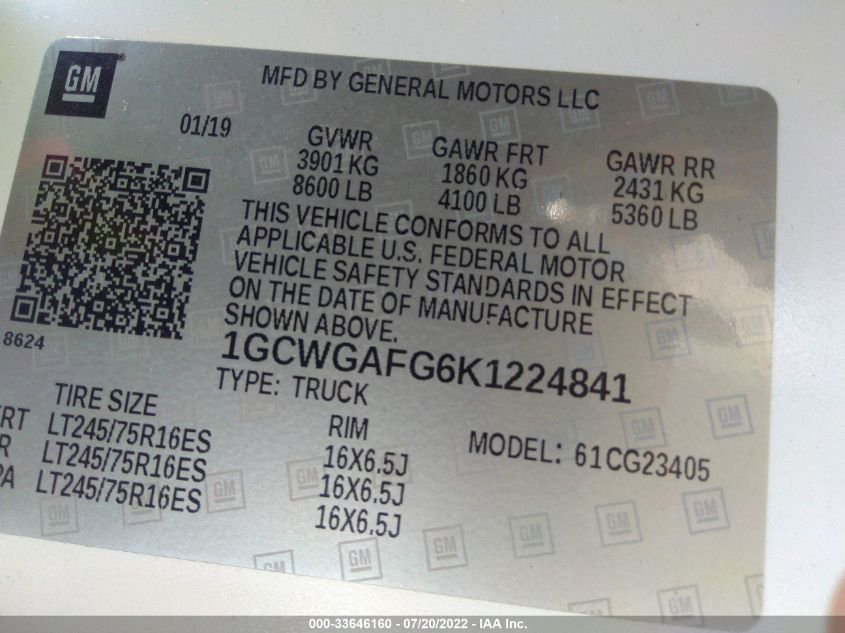 GM
MFD BY GENERAL MOTORS LLC
01/19
GVWR
3901 KG
8600 LB
GAWR FRT
1860 KG
4100 LB
GAWR RR
2431 KG
5360 LB
THIS VEHICLE CONFORMS TO ALL
APPLICABLE U.S. FEDERAL MOTOR
VEHICLE SAFETY STANDARDS IN EFFECT
ON THE DATE OF MANUFACTURE
SHOWN ABOVE.
8624
1GCWGAFG6K1224841
TYPE: TRUCK
TIRE SIZE
RIM
MODEL: 61CG23405
FRT LT245/75R16ES 16X6.5J
R LT245/75R16ES 16X6.5J
PA LT245/75R16ES 16X6.5J
000-33646160 - 07/20/2022 - IAA Inc.